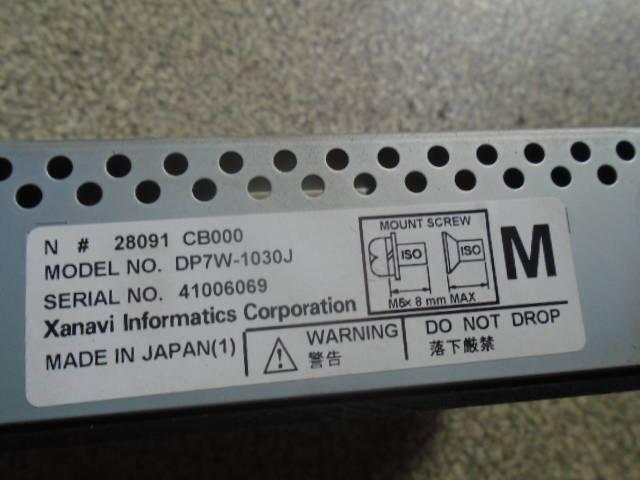 N # 28091 CB000
MODEL NO. DP7W-1030J
SERIAL NO. 41006069
Xanavi Informatics Corporation
MADE IN JAPAN(1)
MOUNT SCREW
ISO ISO
M5× 8 mm MAX
M
WARNING
警告
DO NOT DROP
落下厳禁